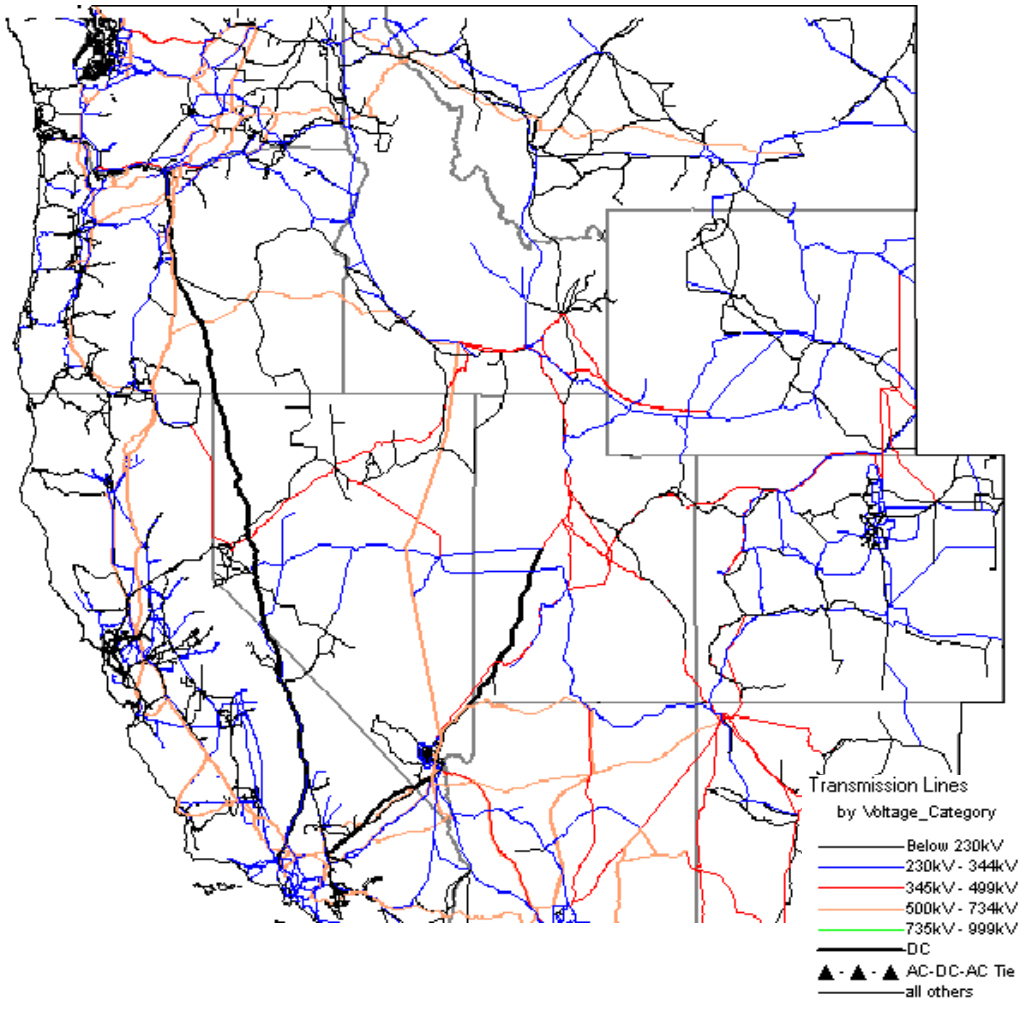 Transmission Lines
by Voltage_Category
Below 230kV
230kV - 344kV
345kV - 499kV
500kV - 734kV
735kV - 999kV
DC
AC-DC-AC Tie
all others